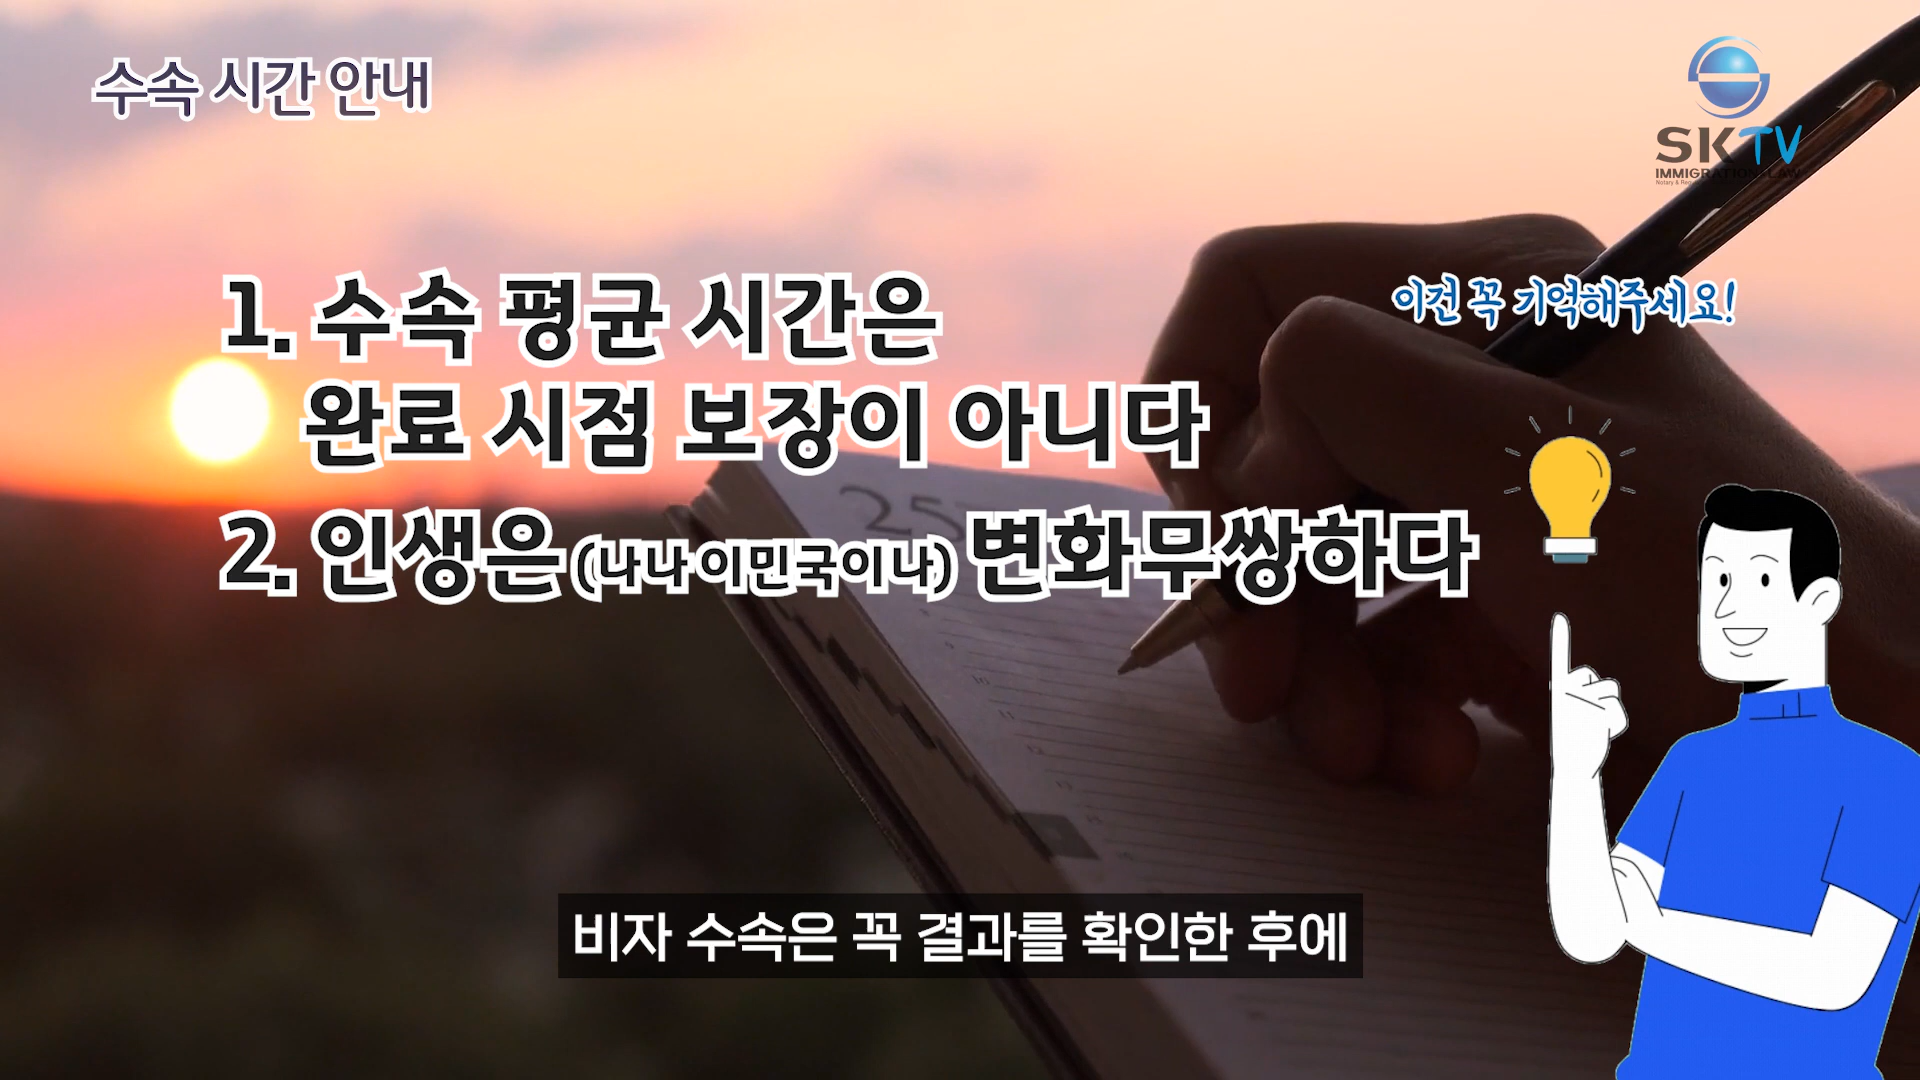 수속 시간 안내
SKTV
IMMIGRATION LAW
이건 꼭 기억해주세요!
1. 수속 평균 시간은
완료 시점 보장이 아니다
2. 인생은 (나나 이민국이나) 변화무쌍하다
25
비자 수속은 꼭 결과를 확인한 후에